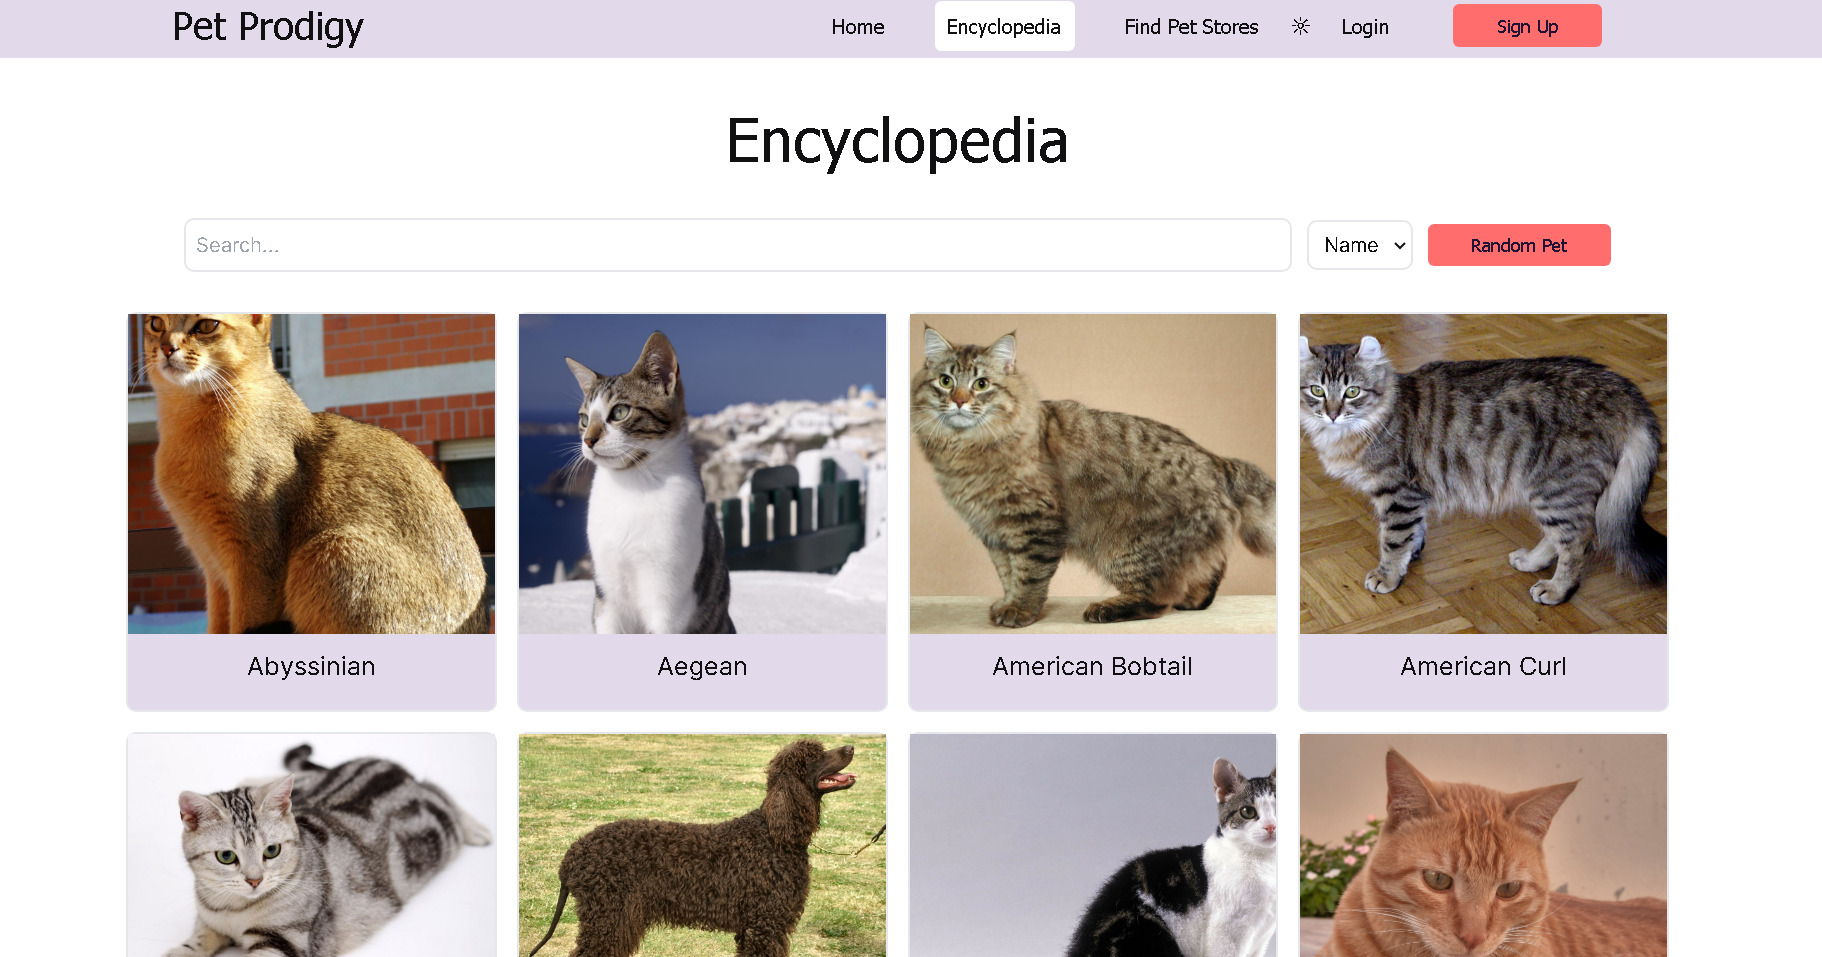 Pet Prodigy
Home
Encyclopedia
Find Pet Stores
Login
Sign Up
Encyclopedia
Search...
Name
Random Pet
Abyssinian
Aegean
American Bobtail
American Curl